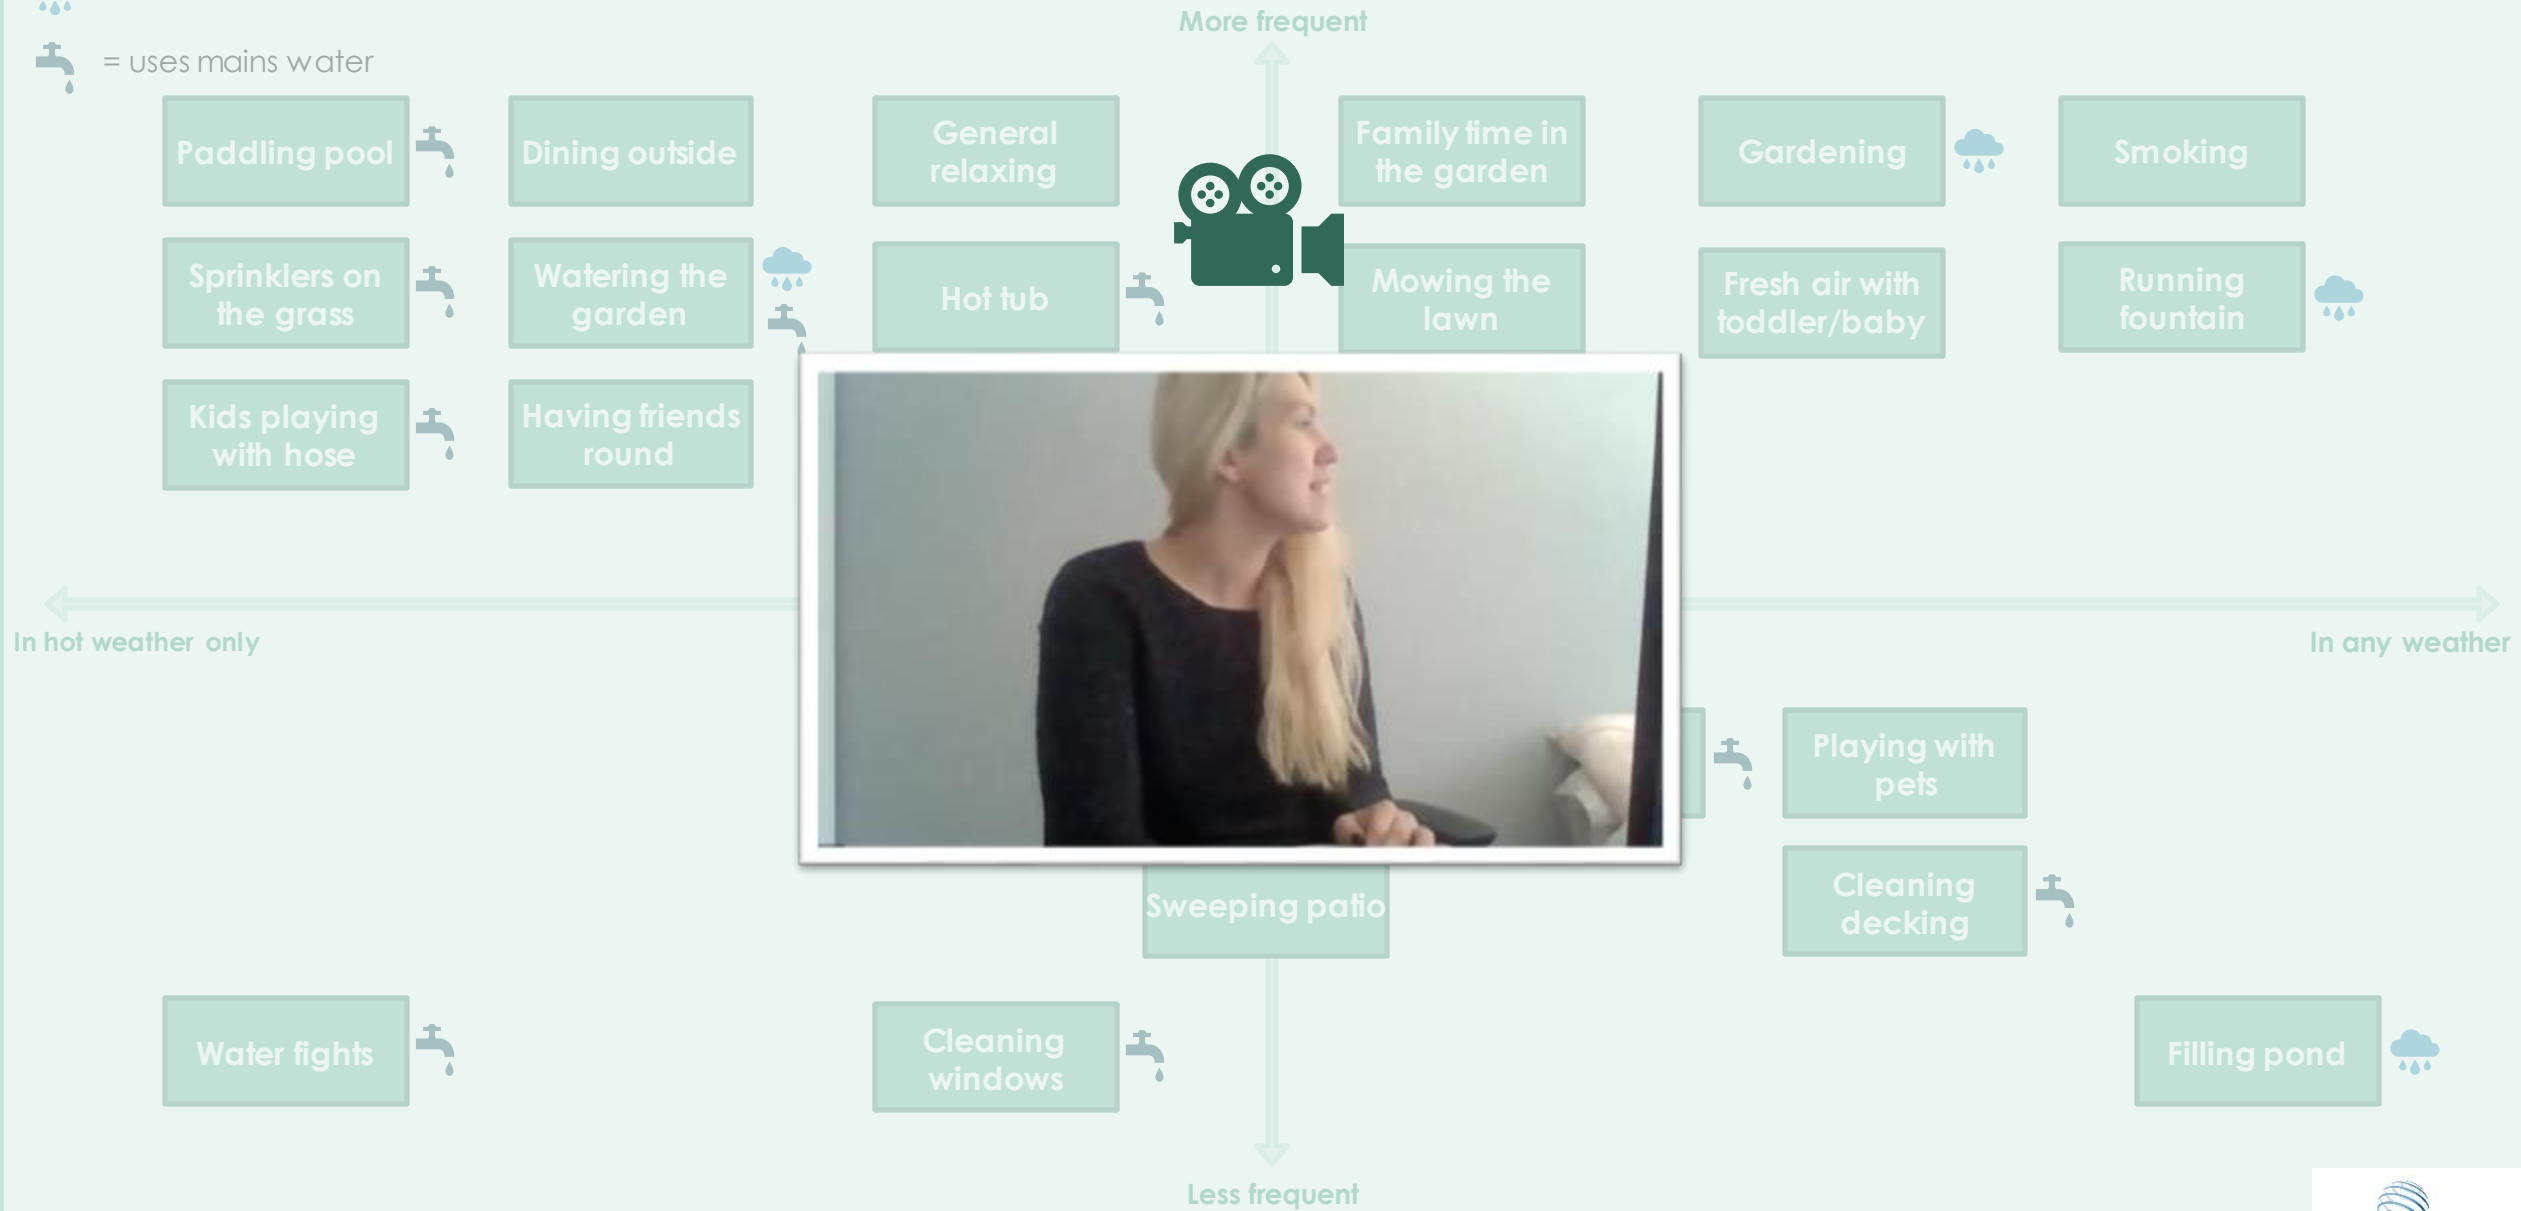 More frequent
= uses mains water
Paddling pool
Dining outside
General
relaxing
Family time in
the garden
Gardening
Smoking
Sprinklers on
the grass
Watering the
garden
Hot tub
Mowing the
lawn
Fresh air with
toddler/baby
Running
fountain
Kids playing
with hose
Having friends
round
In hot weather only
In any weather
Playing with
pets
Sweeping patio
Cleaning
decking
Water fights
Cleaning
windows
Filling pond
Less frequent